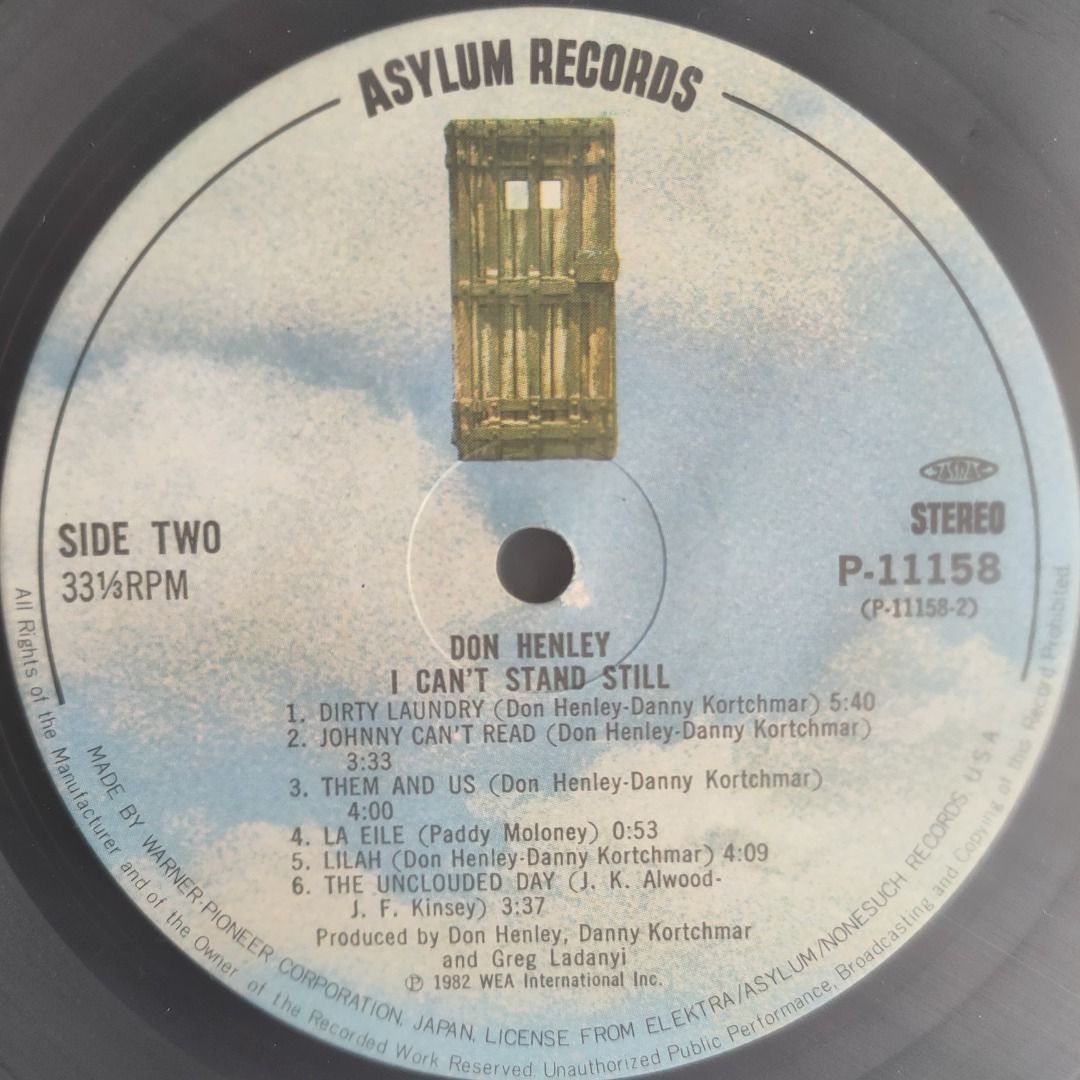 ASYLUM RECORDS
JASRAC
SIDE TWO
33⅓RPM
STEREO
P-11158
(P-11158-2)
DON HENLEY
I CAN'T STAND STILL
1. DIRTY LAUNDRY (Don Henley-Danny Kortchmar) 5:40
2. JOHNNY CAN'T READ (Don Henley-Danny Kortchmar)
3:33
3. THEM AND US (Don Henley-Danny Kortchmar)
4:00
4. LA EILE (Paddy Moloney) 0:53
5. LILAH (Don Henley-Danny Kortchmar) 4:09
6. THE UNCLOUDED DAY (J. K. Alwood-
J. F. Kinsey) 3:37
Produced by Don Henley, Danny Kortchmar
and Greg Ladanyi
℗ 1982 WEA International Inc.
MADE BY WARNER-PIONEER CORPORATION, JAPAN, LICENSE FROM ELEKTRA/ASYLUM/NONESUCH RECORDS U S A
All Rights of the Manufacturer and of the Owner of the Recorded Work Reserved. Unauthorized Public Performance, Broadcasting and Copying of this Record Prohibited.